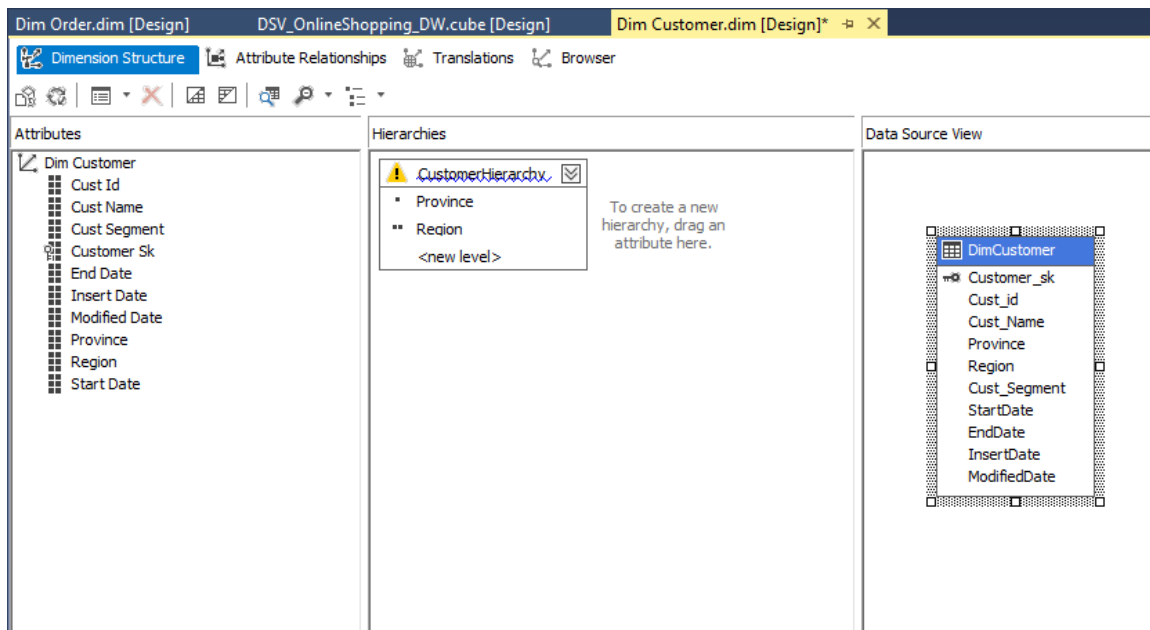 Dim Order.dim [Design] DSV_OnlineShopping_DW.cube [Design] Dim Customer.dim [Design]*
Dimension Structure Attribute Relationships Translations Browser
Attributes
Dim Customer
Cust Id
Cust Name
Cust Segment
Customer Sk
End Date
Insert Date
Modified Date
Province
Region
Start Date
Hierarchies
CustomerHierarchy
Province
Region
<new level>
To create a new
hierarchy, drag an
attribute here.
Data Source View
DimCustomer
Customer_sk
Cust_id
Cust_Name
Province
Region
Cust_Segment
StartDate
EndDate
InsertDate
ModifiedDate